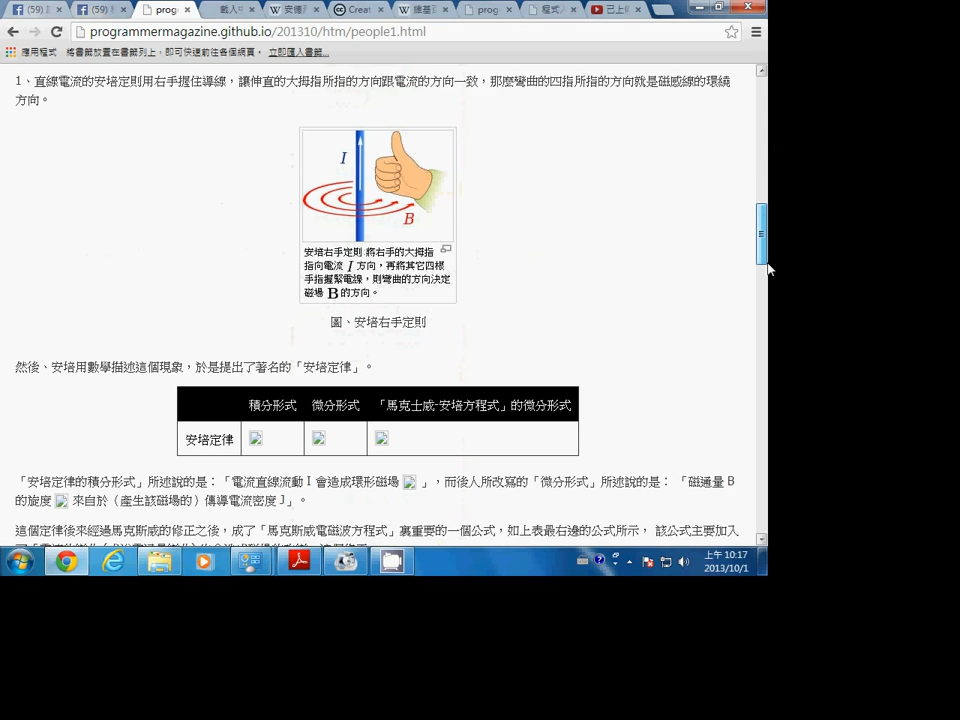 (59)
(59)
prog
載人
安德
Creat
維基
prog
程式
已上
programmermagazine.github.io/201310/htm/people1.html
應用程式 將書籤放置在書籤列上，即可快速前往各個網頁。 立即匯入書籤...
1、直線電流的安培定則用右手握住導線，讓伸直的大拇指所指的方向跟電流的方向一致，那麼彎曲的四指所指的方向就是磁感線的環繞
方向。
I
B
安培右手定則:將右手的大拇指
指向電流 I 方向，再將其它四根
手指握緊電線，則彎曲的方向決定
磁場 B 的方向。
圖、安培右手定則
然後、安培用數學描述這個現象，於是提出了著名的「安培定律」。
積分形式 微分形式 「馬克士威-安培方程式」的微分形式
安培定律
「安培定律的積分形式」所述說的是：「電流直線流動 I 會造成環形磁場 」，而後人所改寫的「微分形式」所述說的是： 「磁通量 B
的旋度 來自於（產生該磁場的）傳導電流密度 J」。
這個定律後來經過馬克斯威的修正之後，成了「馬克斯威電磁波方程式」裏重要的一個公式，如上表最右邊的公式所示， 該公式主要加入
上午 10:17
2013/10/1